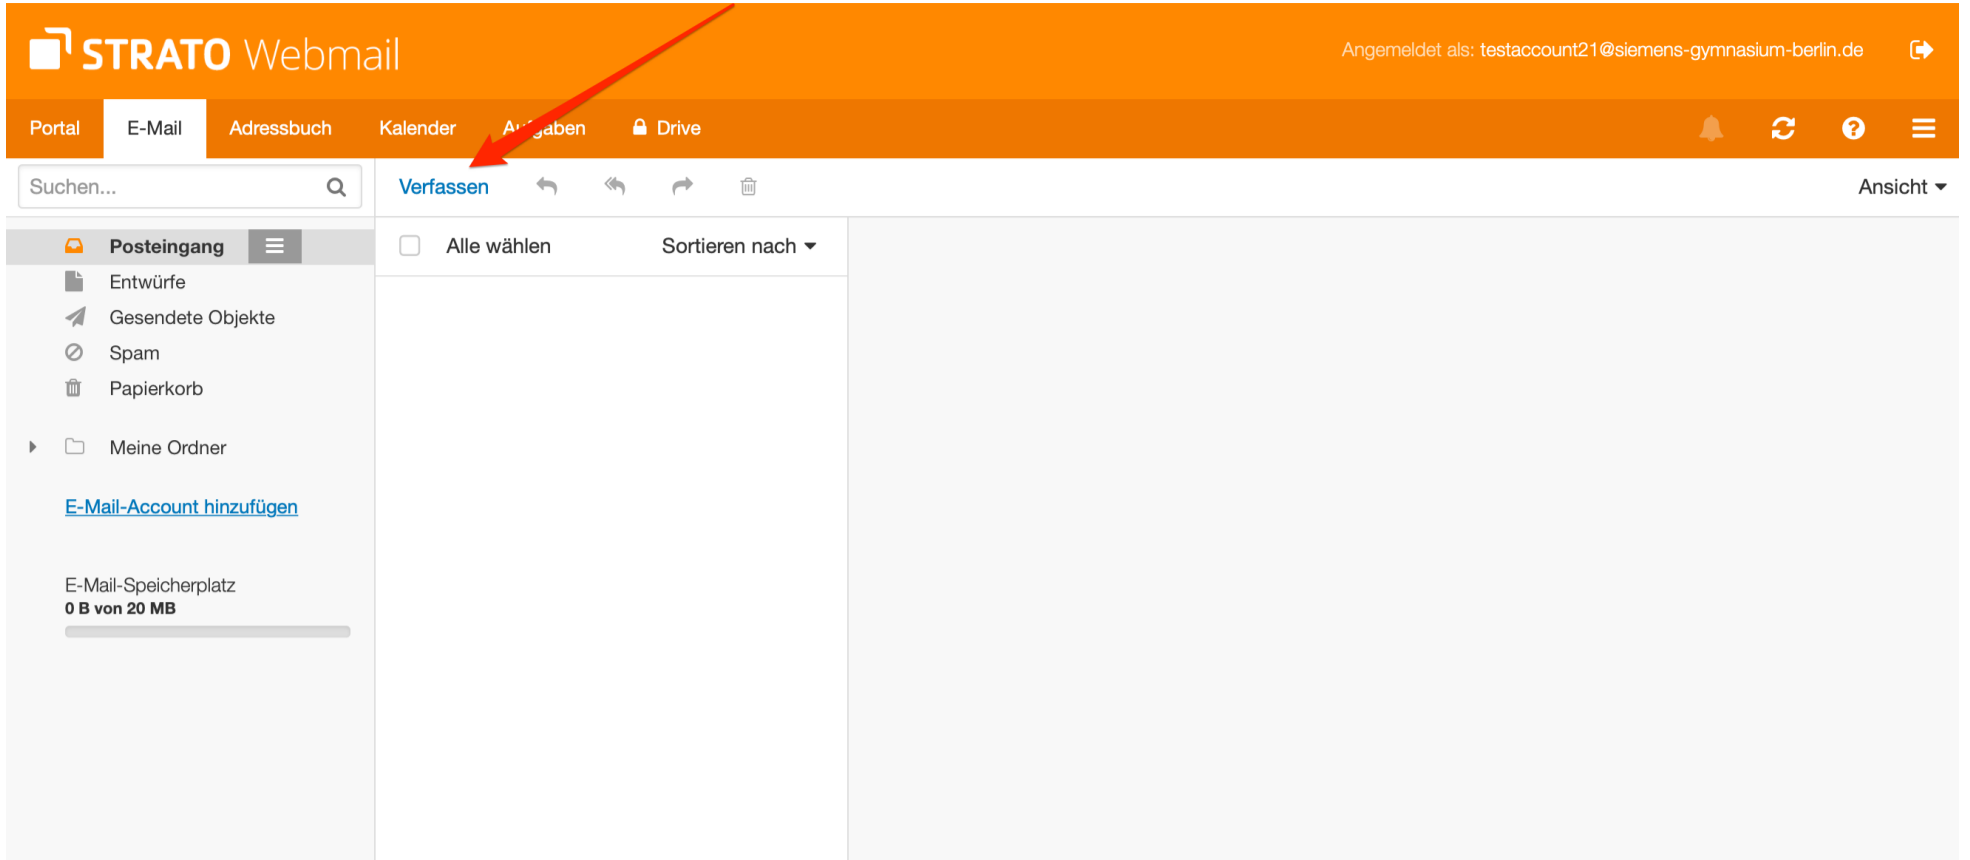 STRATO Webmail
Angemeldet als: testaccount21@siemens-gymnasium-berlin.de
Portal E-Mail Adressbuch Kalender Aufgaben Drive
Suchen...
Verfassen
Ansicht
Posteingang
Alle wählen Sortieren nach
Entwürfe
Gesendete Objekte
Spam
Papierkorb
Meine Ordner
E-Mail-Account hinzufügen
E-Mail-Speicherplatz
0 B von 20 MB